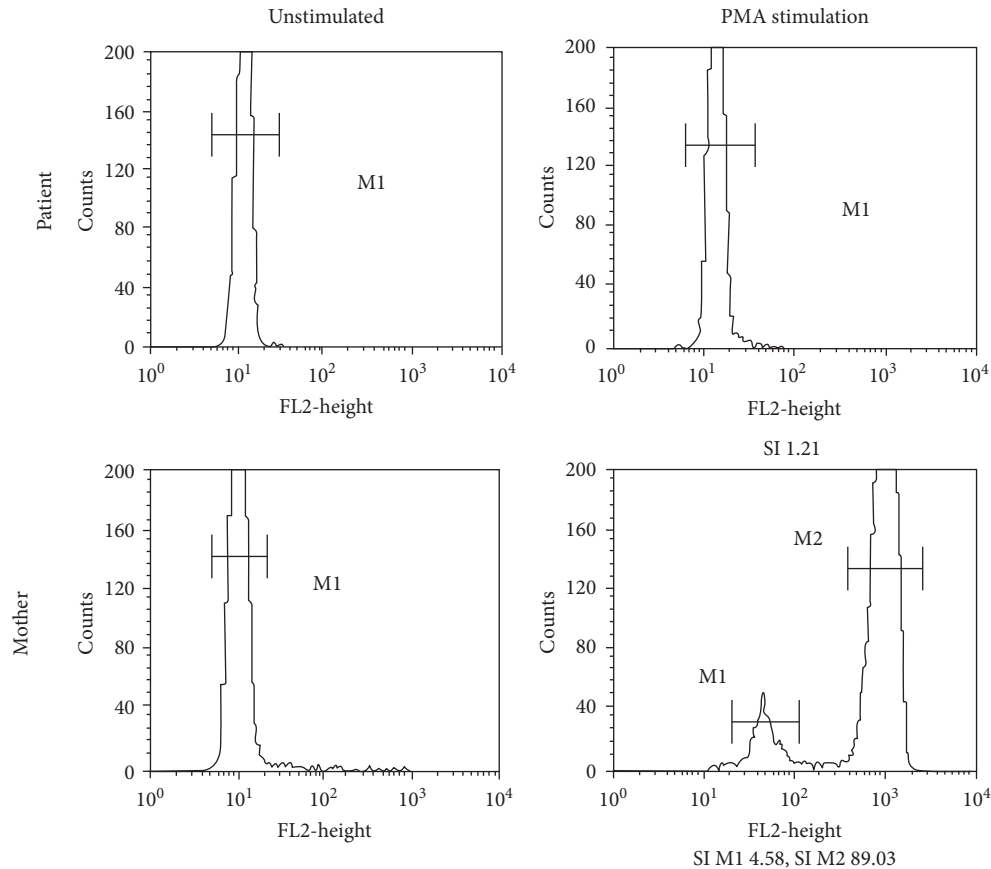 Unstimulated
PMA stimulation
Patient
Counts
200
160
120
80
40
0
M1
10^0 10^1 10^2 10^3 10^4
FL2-height
Counts
200
160
120
80
40
0
M1
10^0 10^1 10^2 10^3 10^4
FL2-height
SI 1.21
Mother
Counts
200
160
120
80
40
0
M1
10^0 10^1 10^2 10^3 10^4
FL2-height
Counts
200
160
120
80
40
0
M2
M1
10^0 10^1 10^2 10^3 10^4
FL2-height
SI M1 4.58, SI M2 89.03